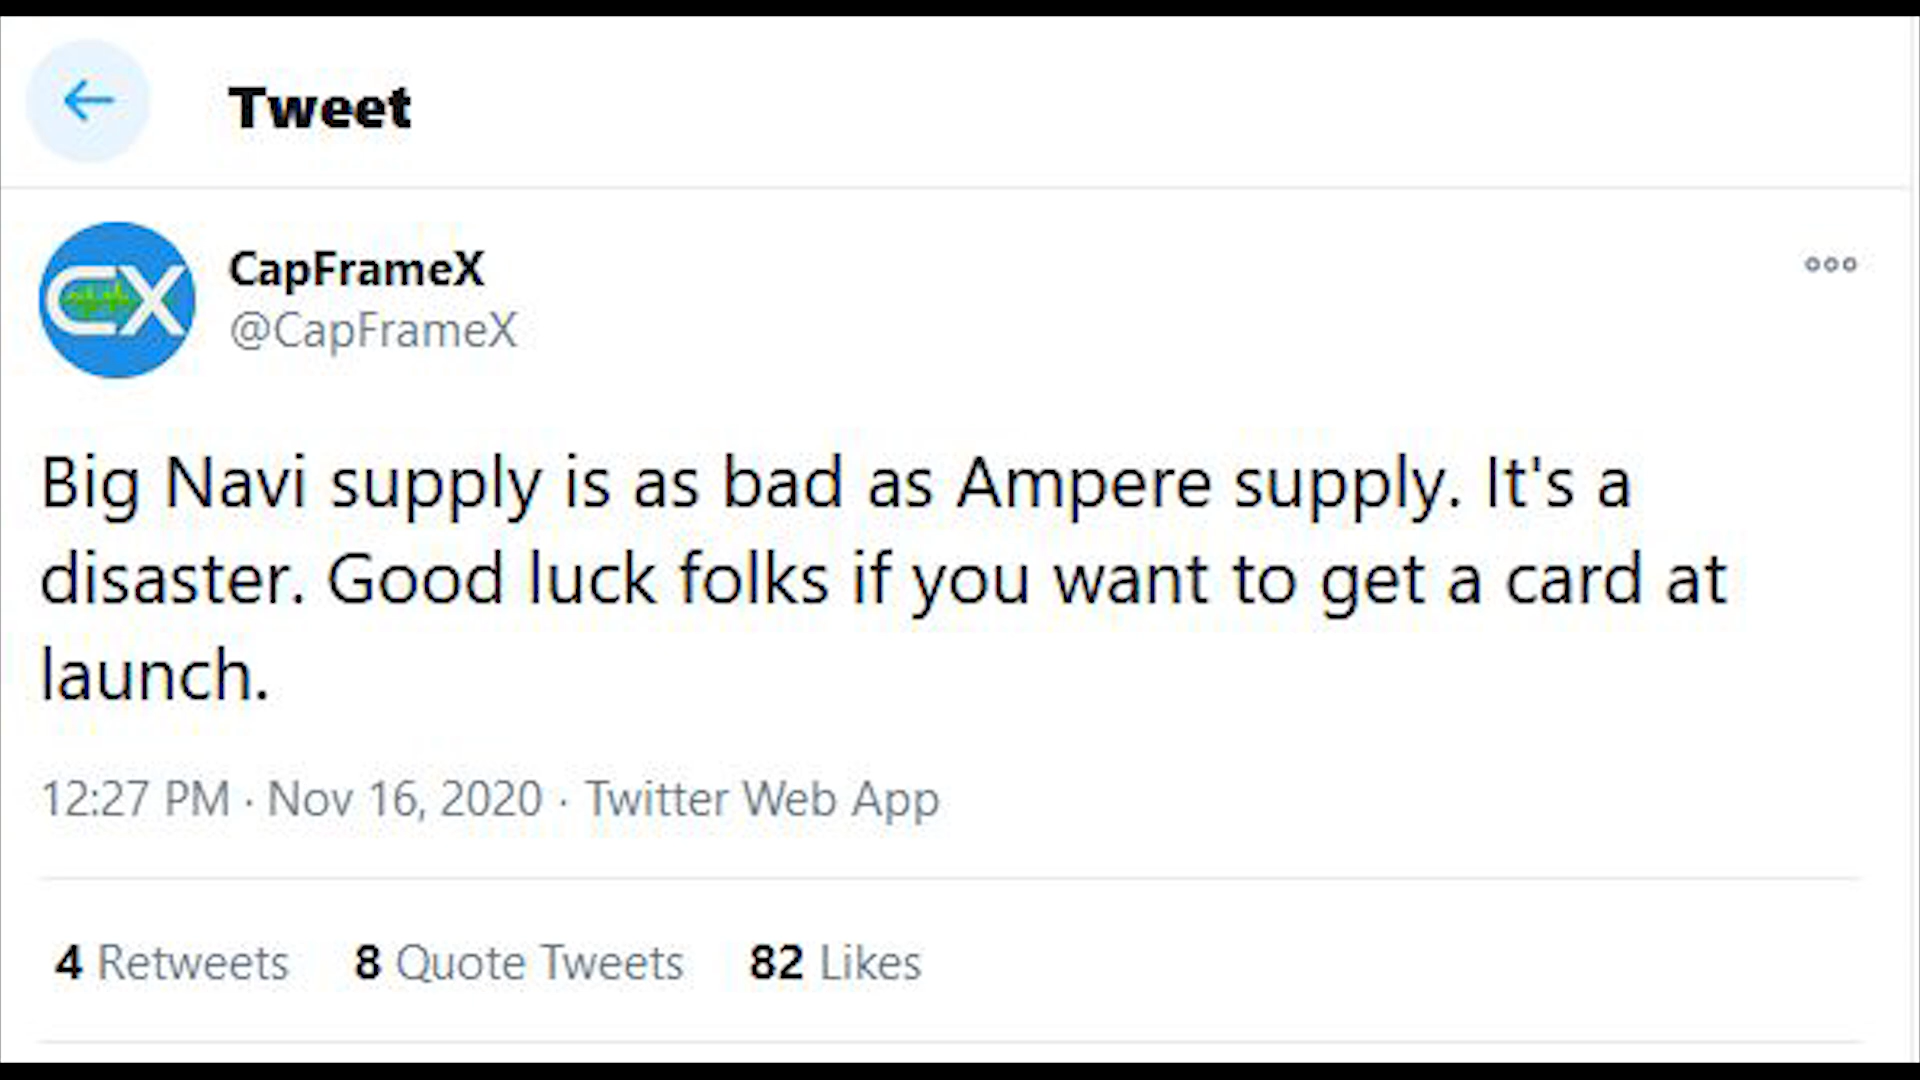 Tweet
CX
CapFrameX
@CapFrameX
Big Navi supply is as bad as Ampere supply. It's a
disaster. Good luck folks if you want to get a card at
launch.
12:27 PM · Nov 16, 2020 · Twitter Web App
4 Retweets 8 Quote Tweets 82 Likes